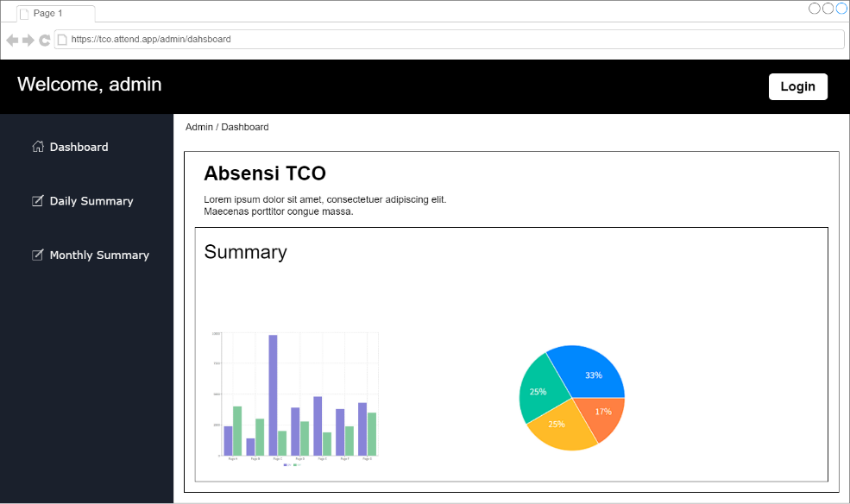 Page 1
https://tco.attend.app/admin/dahsboard
Welcome, admin
Login
Dashboard
Daily Summary
Monthly Summary
Admin / Dashboard
Absensi TCO
Lorem ipsum dolor sit amet, consectetuer adipiscing elit.
Maecenas porttitor congue massa.
Summary
33%
25%
17%
25%